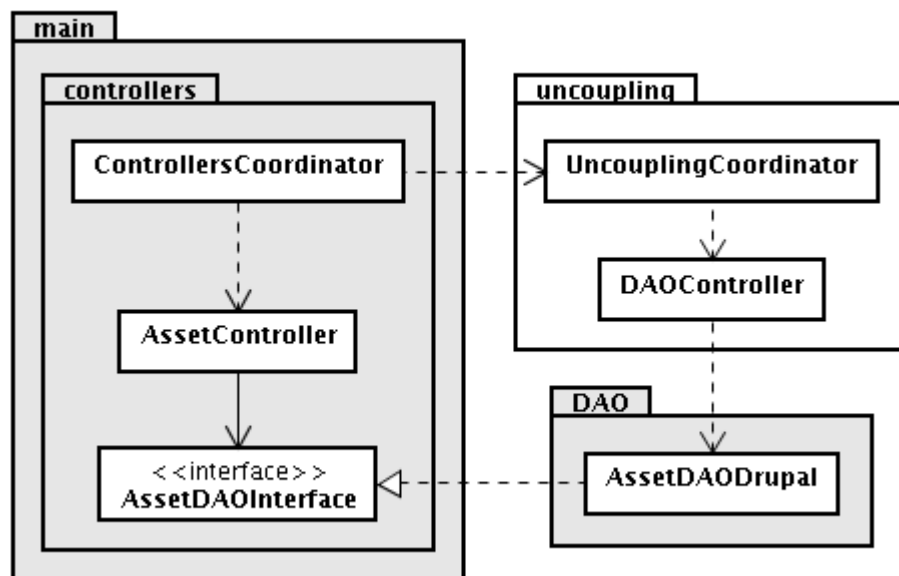 main
controllers
ControllersCoordinator
AssetController
<<interface>>
AssetDAOInterface
uncoupling
UncouplingCoordinator
DAOController
DAO
AssetDAODrupal